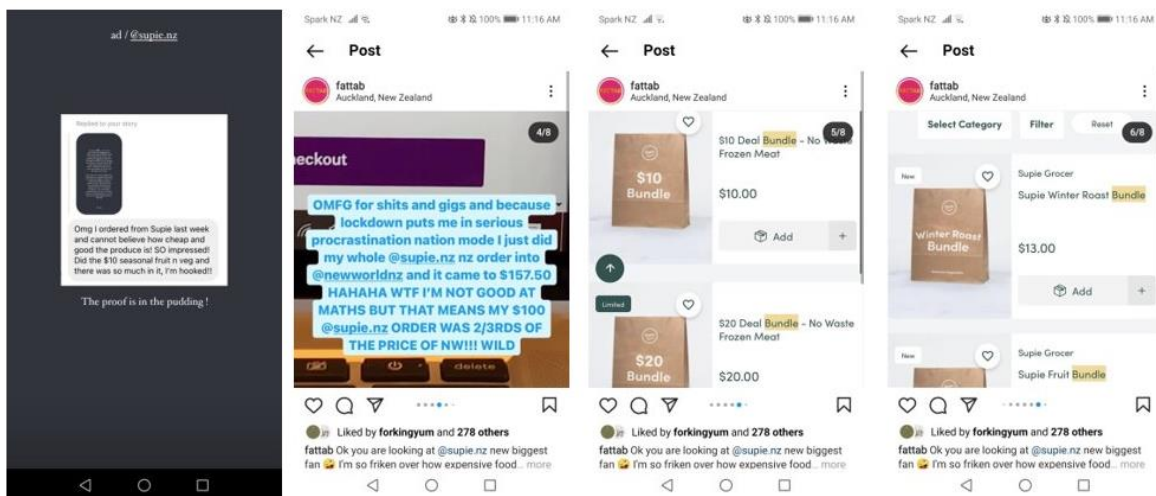 ad / @supie.nz
Replied to your story
Omg I ordered from Supie last week
and cannot believe how cheap and
good the produce is! SO impressed!
Did the $10 seasonal fruit n veg and
there was so much in it, I'm hooked!!
The proof is in the pudding !
Spark NZ
100% 11:16 AM
Post
fattab
Auckland, New Zealand
4/8
eckout
OMFG for shits and gigs and because
lockdown puts me in serious
procrastination nation mode I just did
my whole @supie.nz nz order into
@newworldnz and it came to $157.50
HAHAHA WTF I'M NOT GOOD AT
MATHS BUT THAT MEANS MY $100
@supie.nz ORDER WAS 2/3RDS OF
THE PRICE OF NW!!! WILD
delete
Liked by forkingyum and 278 others
fattab Ok you are looking at @supie.nz new biggest
fan I'm so friken over how expensive food... more
Spark NZ
100% 11:16 AM
Post
fattab
Auckland, New Zealand
5/8
$10 Deal Bundle - No Waste
Frozen Meat
$10
Bundle
$10.00
Add +
Limited
$20 Deal Bundle - No Waste
Frozen Meat
$20
Bundle
$20.00
Liked by forkingyum and 278 others
fattab Ok you are looking at @supie.nz new biggest
fan I'm so friken over how expensive food... more
Spark NZ
100% 11:16 AM
Post
fattab
Auckland, New Zealand
Select Category Filter Reset
6/8
New
Supie Grocer
Supie Winter Roast Bundle
Winter Roast
Bundle
$13.00
Add +
New
Supie Grocer
Supie Fruit Bundle
Liked by forkingyum and 278 others
fattab Ok you are looking at @supie.nz new biggest
fan I'm so friken over how expensive food... more